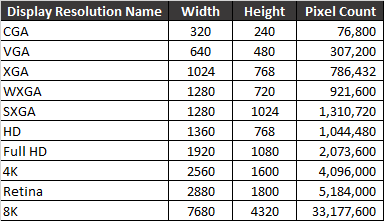 Display Resolution Name Width Height Pixel Count
CGA 320 240 76,800
VGA 640 480 307,200
XGA 1024 768 786,432
WXGA 1280 720 921,600
SXGA 1280 1024 1,310,720
HD 1360 768 1,044,480
Full HD 1920 1080 2,073,600
4K 2560 1600 4,096,000
Retina 2880 1800 5,184,000
8K 7680 4320 33,177,600